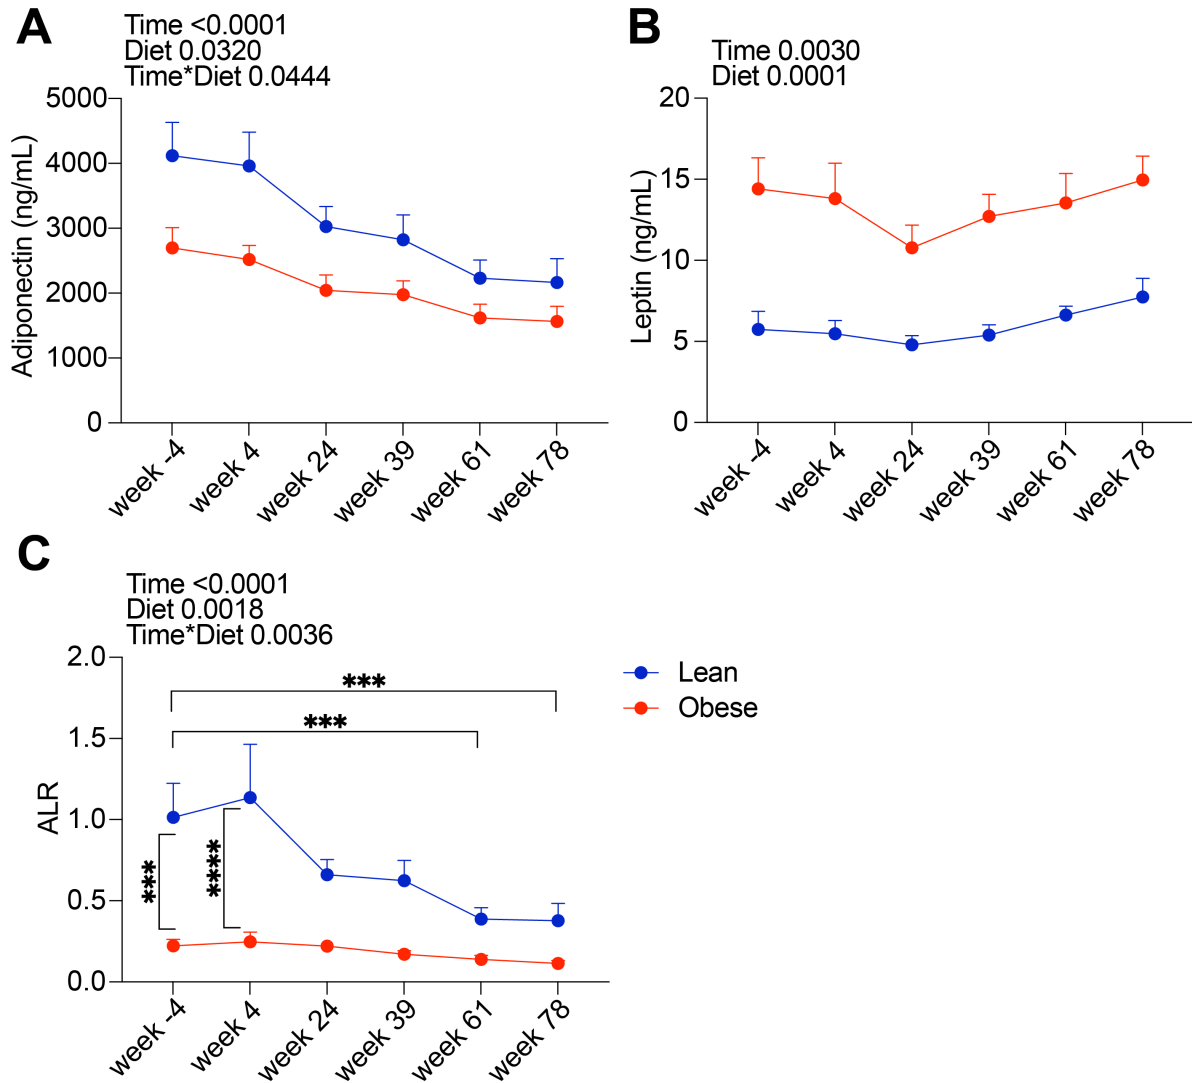 A
Time <0.0001
Diet 0.0320
Time*Diet 0.0444
5000
4000
3000
2000
1000
0
Adiponectin (ng/mL)
week -4
week 4
week 24
week 39
week 61
week 78
B
Time 0.0030
Diet 0.0001
20
15
10
5
0
Leptin (ng/mL)
week -4
week 4
week 24
week 39
week 61
week 78
C
Time <0.0001
Diet 0.0018
Time*Diet 0.0036
2.0
1.5
1.0
0.5
0.0
ALR
***
***
***
****
week -4
week 4
week 24
week 39
week 61
week 78
Lean
Obese